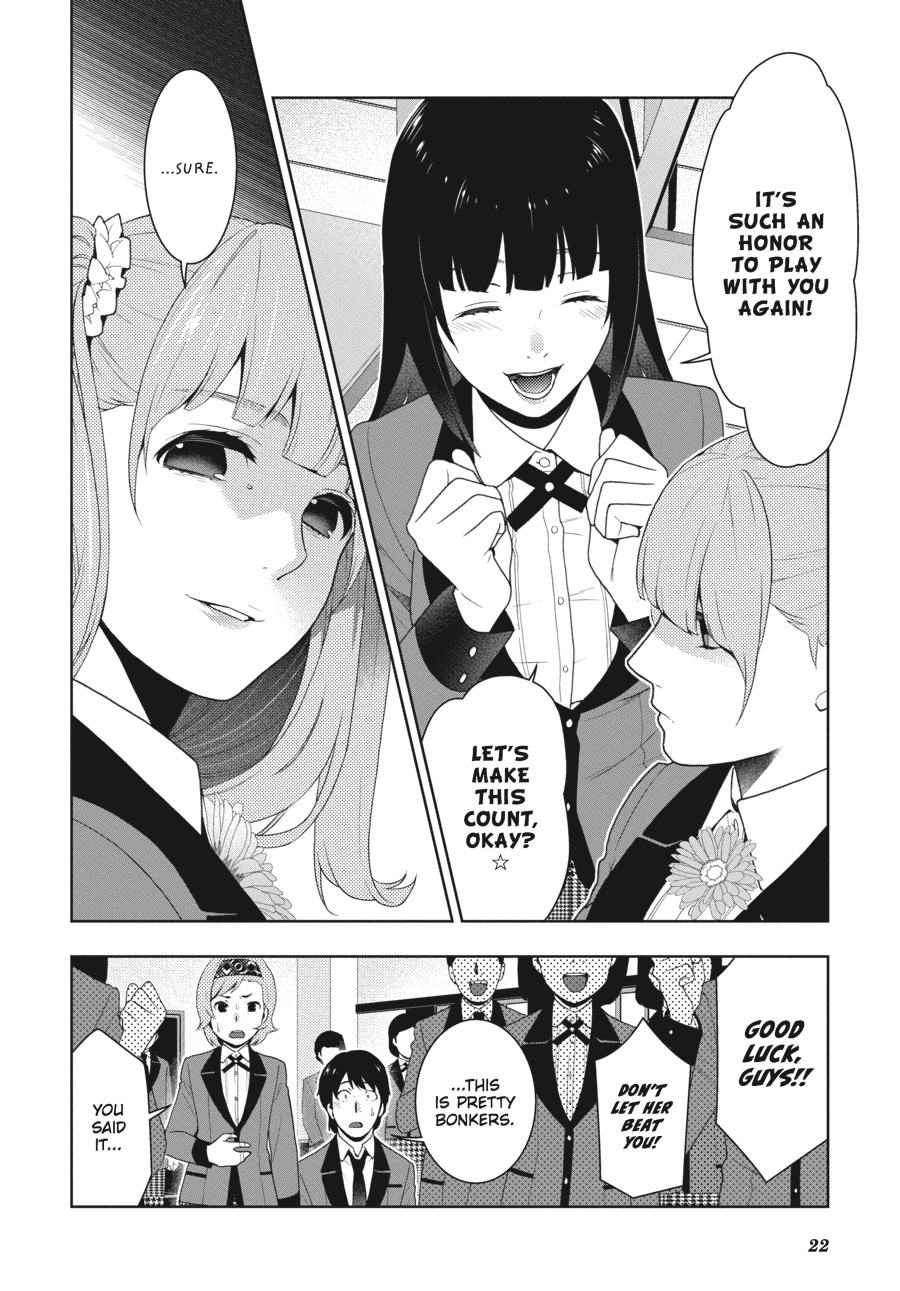 IT'S
SUCH AN
HONOR
TO PLAY
WITH YOU
AGAIN!
LET'S
MAKE
THIS
COUNT,
OKAY?
☆
...SURE.
GOOD
LUCK,
GUYS!!
DON'T
LET HER
BEAT
YOU!
...THIS
IS PRETTY
BONKERS.
YOU
SAID
IT...
22